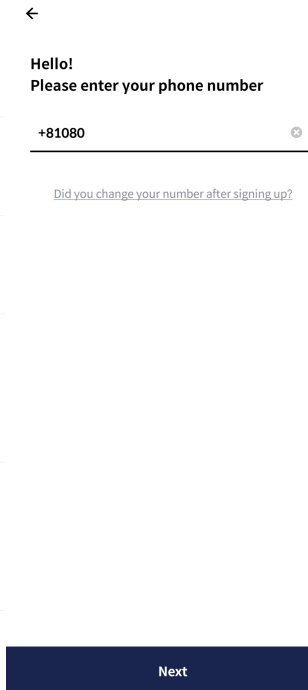 Hello!
Please enter your phone number
+81080
Did you change your number after signing up?
Next